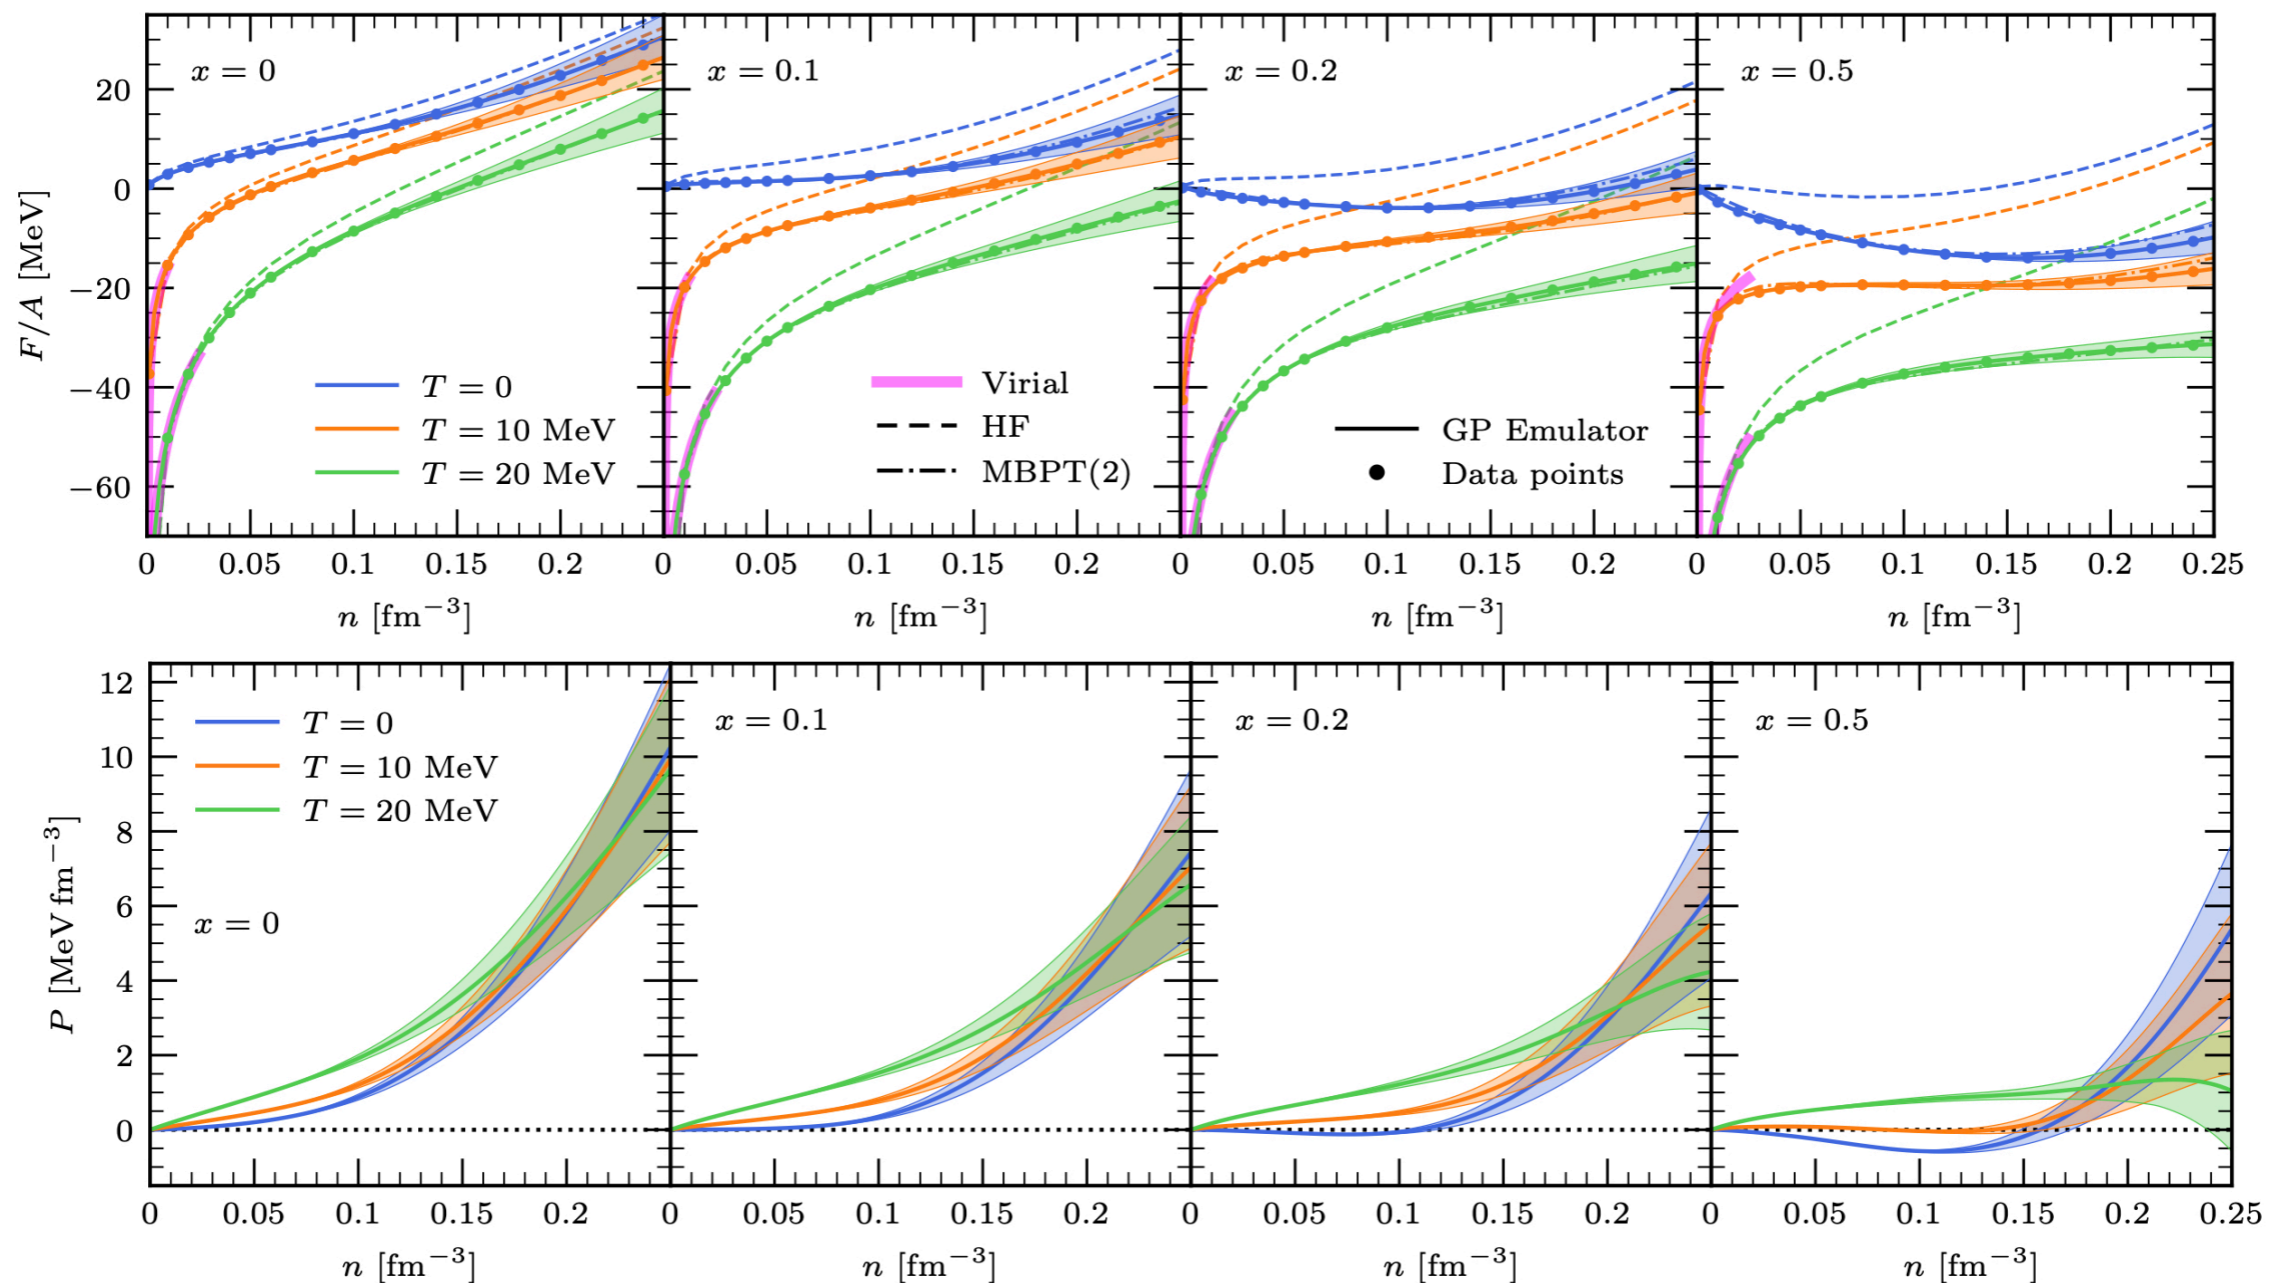 x = 0
x = 0.1
x = 0.2
x = 0.5
F/A [MeV]
20
0
−20
−40
−60
T = 0
T = 10 MeV
T = 20 MeV
Virial
HF
MBPT(2)
GP Emulator
Data points
0 0.05 0.1 0.15 0.2 0 0.05 0.1 0.15 0.2 0 0.05 0.1 0.15 0.2 0 0.05 0.1 0.15 0.2 0.25
n [fm⁻³] n [fm⁻³] n [fm⁻³] n [fm⁻³]
P [MeV fm⁻³]
12
10
8
6
4
2
0
T = 0
T = 10 MeV
T = 20 MeV
x = 0
x = 0.1
x = 0.2
x = 0.5
0 0.05 0.1 0.15 0.2 0 0.05 0.1 0.15 0.2 0 0.05 0.1 0.15 0.2 0 0.05 0.1 0.15 0.2 0.25
n [fm⁻³] n [fm⁻³] n [fm⁻³] n [fm⁻³]